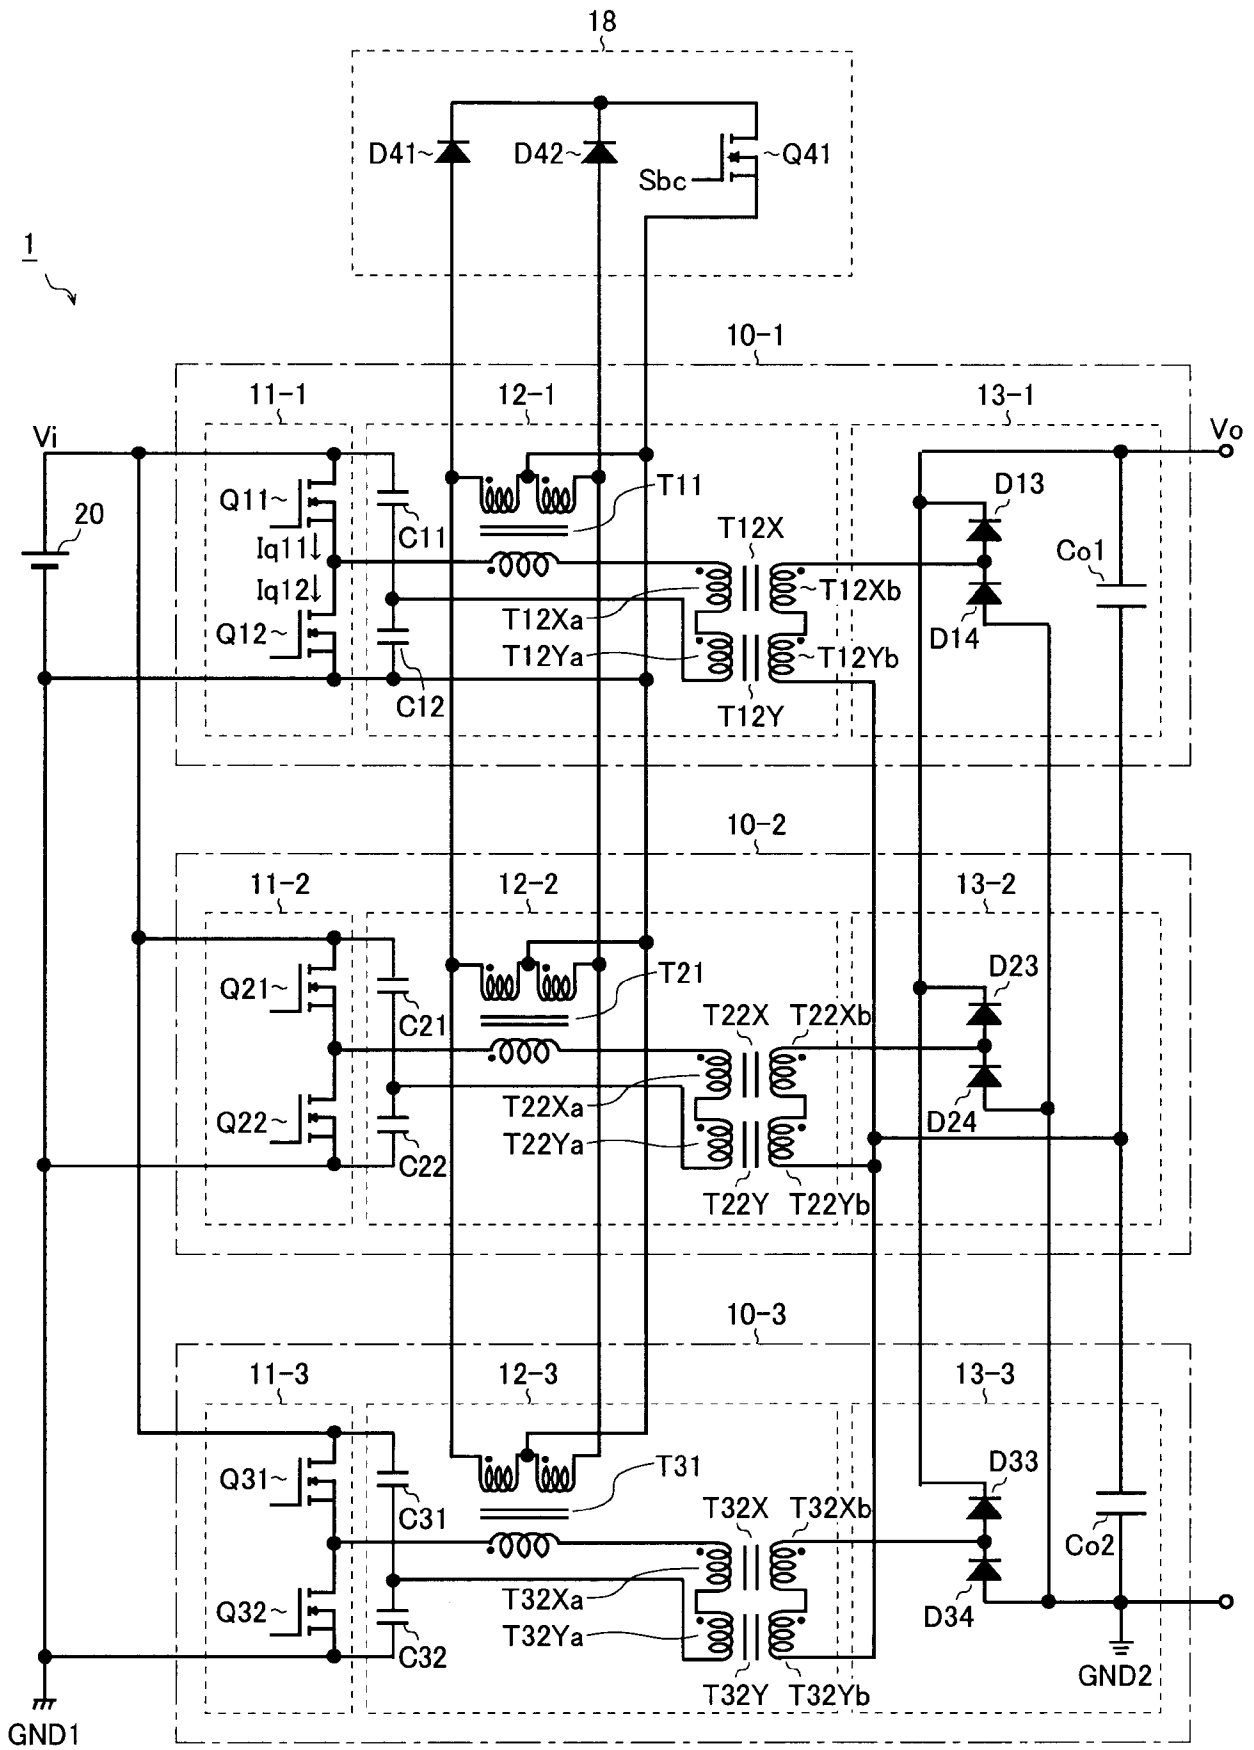 18
D41
D42
Q41
Sbc
1
10-1
11-1
12-1
13-1
Vi
Vo
Q11
T11
D13
20
C11
T12X
Co1
Iq11↓
Iq12↓
T12Xb
Q12
T12Xa
D14
T12Ya
T12Yb
C12
T12Y
10-2
11-2
12-2
13-2
Q21
T21
D23
C21
T22X
T22Xb
T22Xa
Q22
D24
T22Ya
C22
T22Y
T22Yb
10-3
11-3
12-3
13-3
Q31
T31
D33
C31
T32X
T32Xb
Co2
T32Xa
Q32
D34
T32Ya
C32
GND2
T32Y
T32Yb
GND1